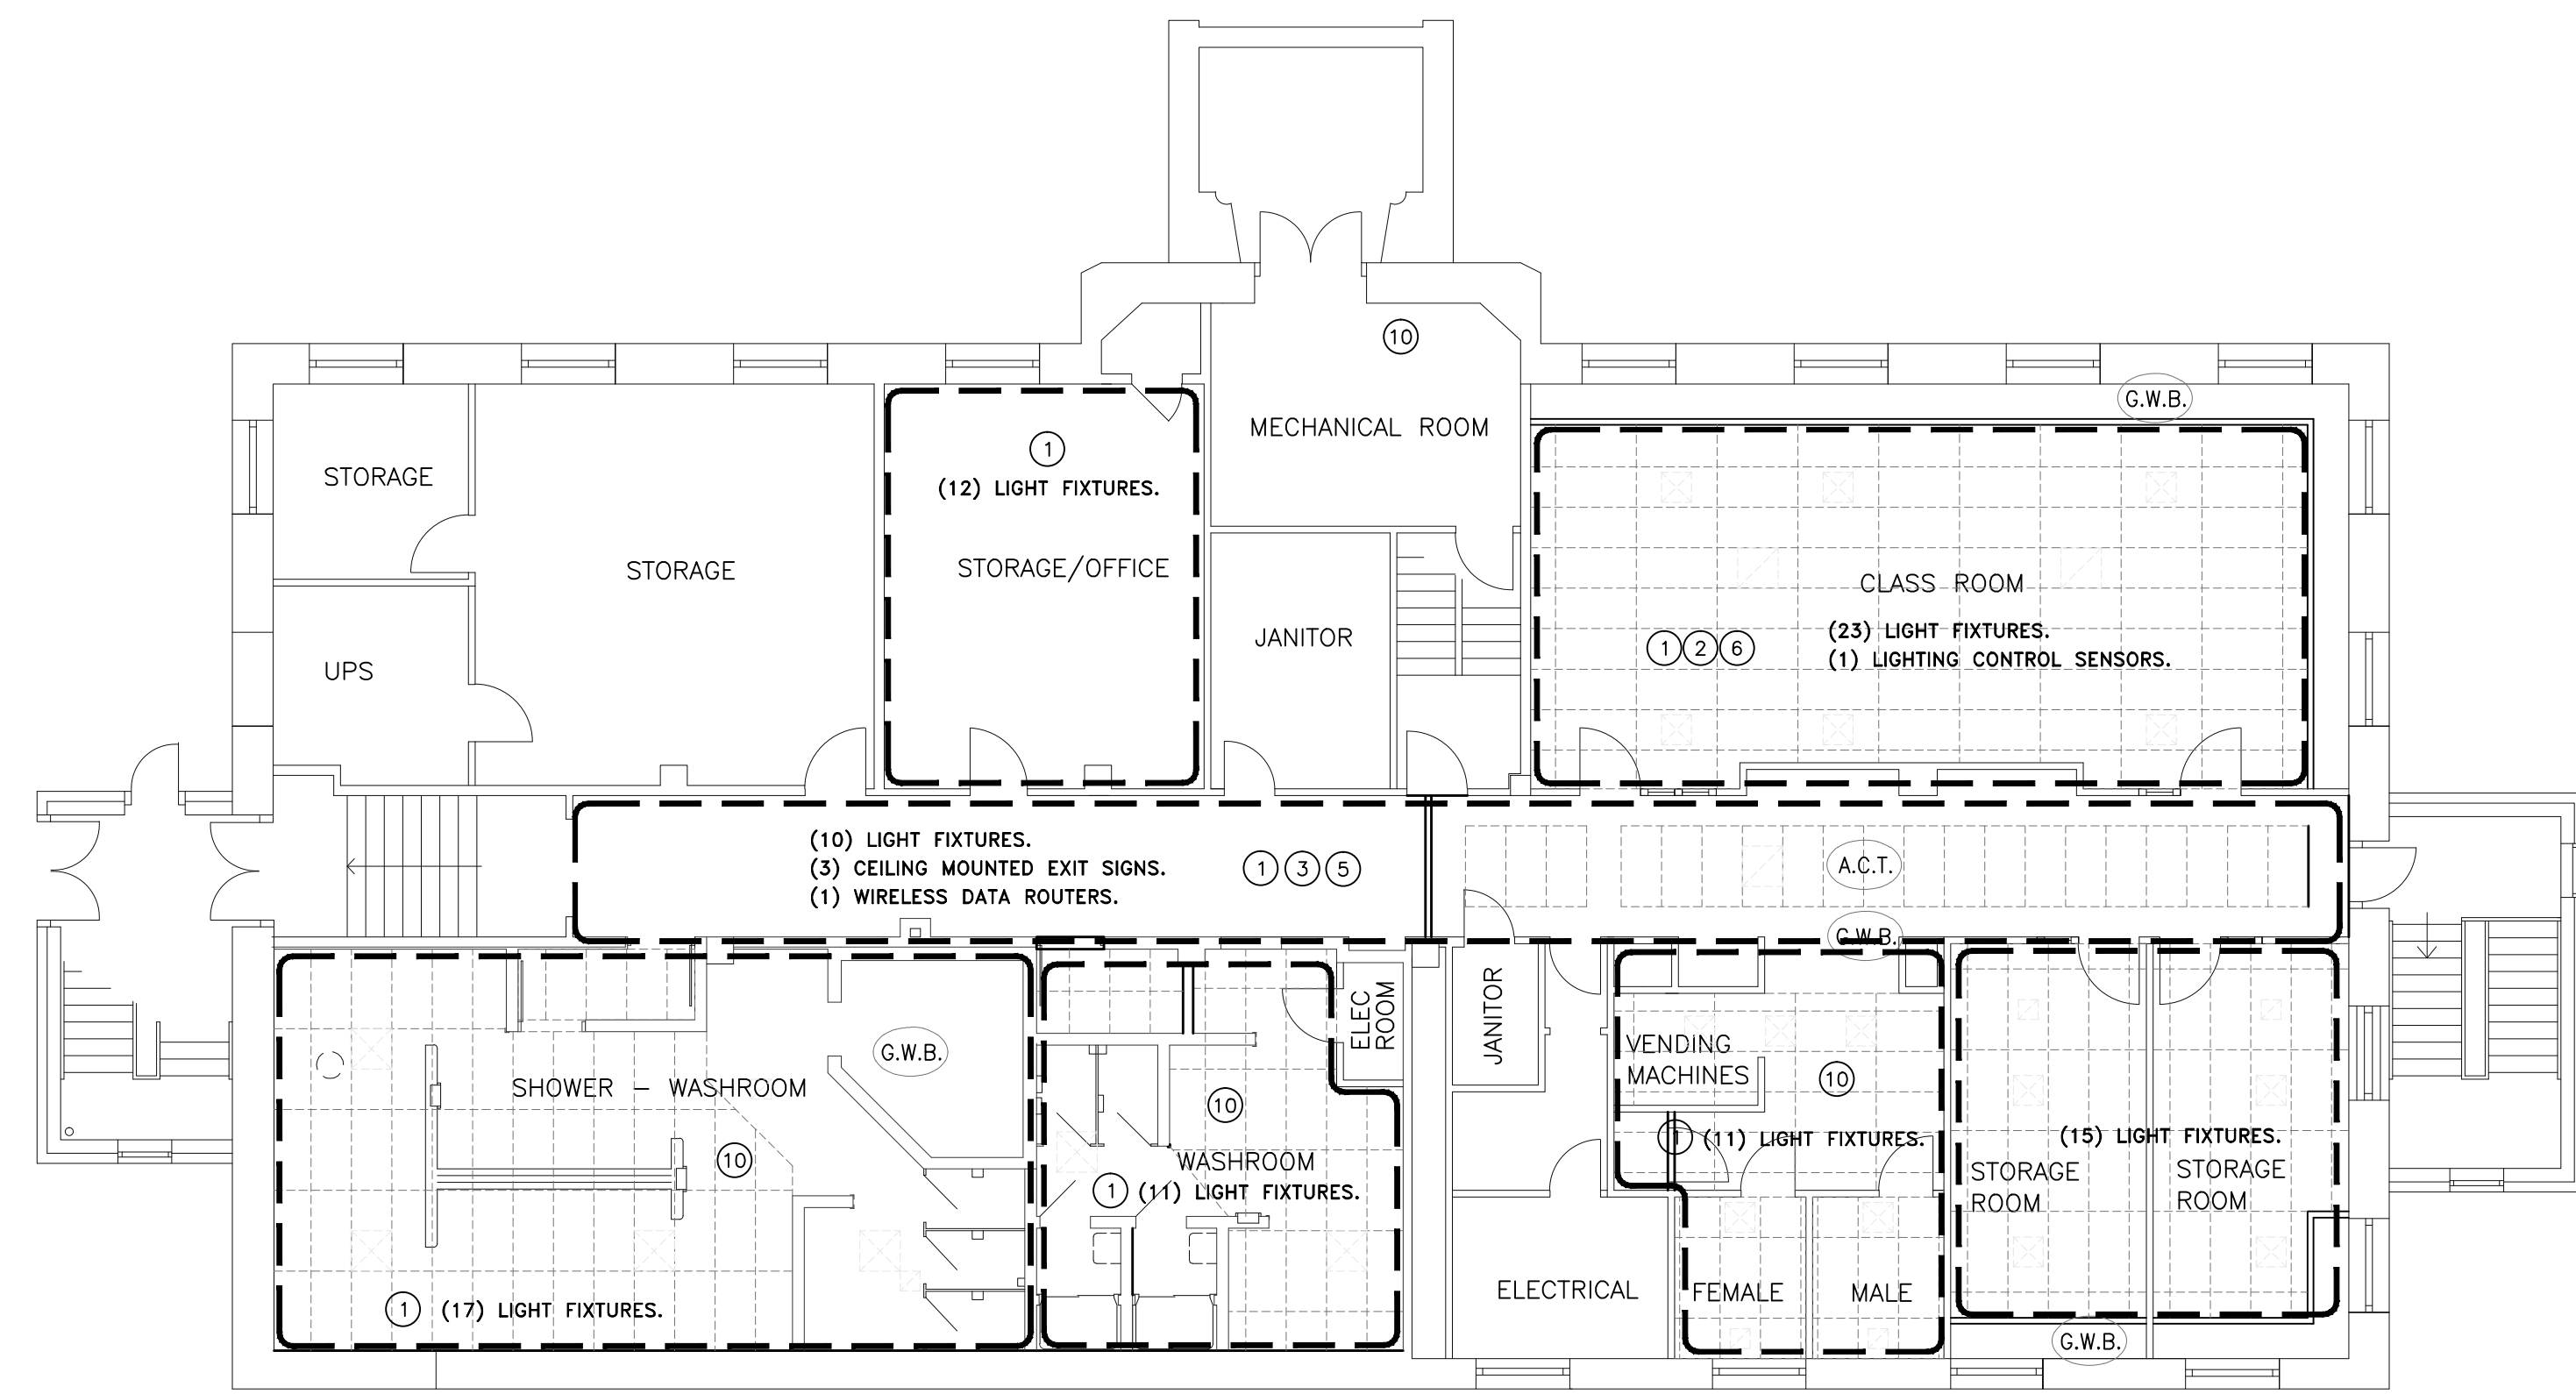 10
G.W.B.
MECHANICAL ROOM
1
(12) LIGHT FIXTURES.
STORAGE
STORAGE
STORAGE/OFFICE
CLASS ROOM
JANITOR
1 2 6
(23) LIGHT FIXTURES.
(1) LIGHTING CONTROL SENSORS.
UPS
(10) LIGHT FIXTURES.
(3) CEILING MOUNTED EXIT SIGNS.
(1) WIRELESS DATA ROUTERS.
1 3 5
A.C.T.
G.W.B.
G.W.B.
SHOWER - WASHROOM
10
1
(17) LIGHT FIXTURES.
ELEC
ROOM
10
WASHROOM
1
(11) LIGHT FIXTURES.
JANITOR
VENDING
MACHINES
10
1
(11) LIGHT FIXTURES.
ELECTRICAL
FEMALE
MALE
(15) LIGHT FIXTURES.
STORAGE
ROOM
STORAGE
ROOM
G.W.B.